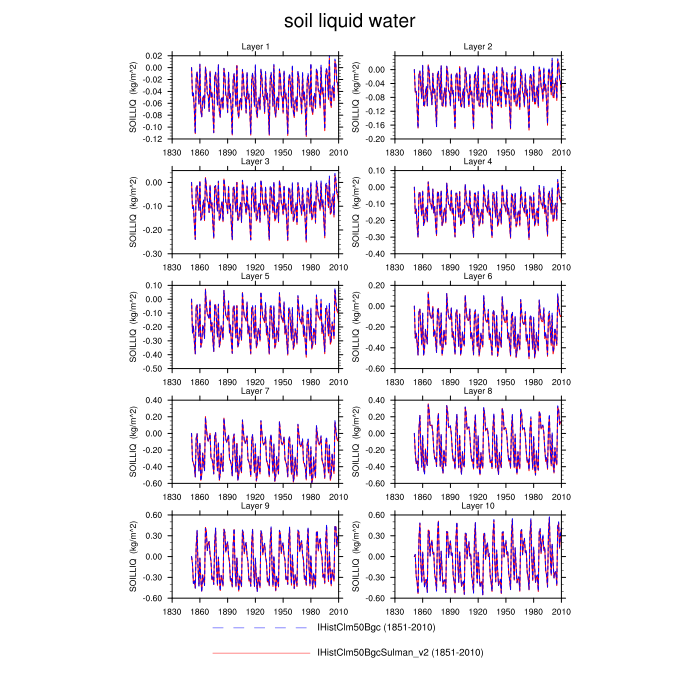 soil liquid water
Layer 1
Layer 2
SOILLIQ (kg/m^2)
0.02
0.00
-0.02
-0.04
-0.06
-0.08
-0.10
-0.12
1830 1860 1890 1920 1950 1980 2010
SOILLIQ (kg/m^2)
0.00
-0.04
-0.08
-0.12
-0.16
-0.20
1830 1860 1890 1920 1950 1980 2010
Layer 3
Layer 4
SOILLIQ (kg/m^2)
0.00
-0.10
-0.20
-0.30
1830 1860 1890 1920 1950 1980 2010
SOILLIQ (kg/m^2)
0.10
0.00
-0.10
-0.20
-0.30
-0.40
1830 1860 1890 1920 1950 1980 2010
Layer 5
Layer 6
SOILLIQ (kg/m^2)
0.10
0.00
-0.10
-0.20
-0.30
-0.40
-0.50
1830 1860 1890 1920 1950 1980 2010
SOILLIQ (kg/m^2)
0.20
0.00
-0.20
-0.40
-0.60
1830 1860 1890 1920 1950 1980 2010
Layer 7
Layer 8
SOILLIQ (kg/m^2)
0.40
0.20
0.00
-0.20
-0.40
-0.60
1830 1860 1890 1920 1950 1980 2010
SOILLIQ (kg/m^2)
0.40
0.20
0.00
-0.20
-0.40
-0.60
1830 1860 1890 1920 1950 1980 2010
Layer 9
Layer 10
SOILLIQ (kg/m^2)
0.60
0.30
0.00
-0.30
-0.60
1830 1860 1890 1920 1950 1980 2010
SOILLIQ (kg/m^2)
0.60
0.30
0.00
-0.30
-0.60
1830 1860 1890 1920 1950 1980 2010
IHistClm50Bgc (1851-2010)
IHistClm50BgcSulman_v2 (1851-2010)